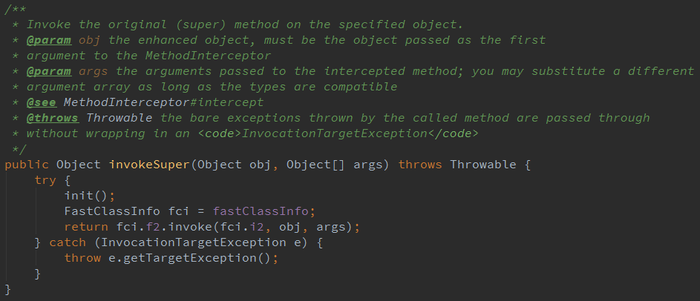 /**
 * Invoke the original (super) method on the specified object.
 * @param obj the enhanced object, must be the object passed as the first
 * argument to the MethodInterceptor
 * @param args the arguments passed to the intercepted method; you may substitute a different
 * argument array as long as the types are compatible
 * @see MethodInterceptor#intercept
 * @throws Throwable the bare exceptions thrown by the called method are passed through
 * without wrapping in an <code>InvocationTargetException</code>
 */
public Object invokeSuper(Object obj, Object[] args) throws Throwable {
    try {
        init();
        FastClassInfo fci = fastClassInfo;
        return fci.f2.invoke(fci.i2, obj, args);
    } catch (InvocationTargetException e) {
        throw e.getTargetException();
    }
}